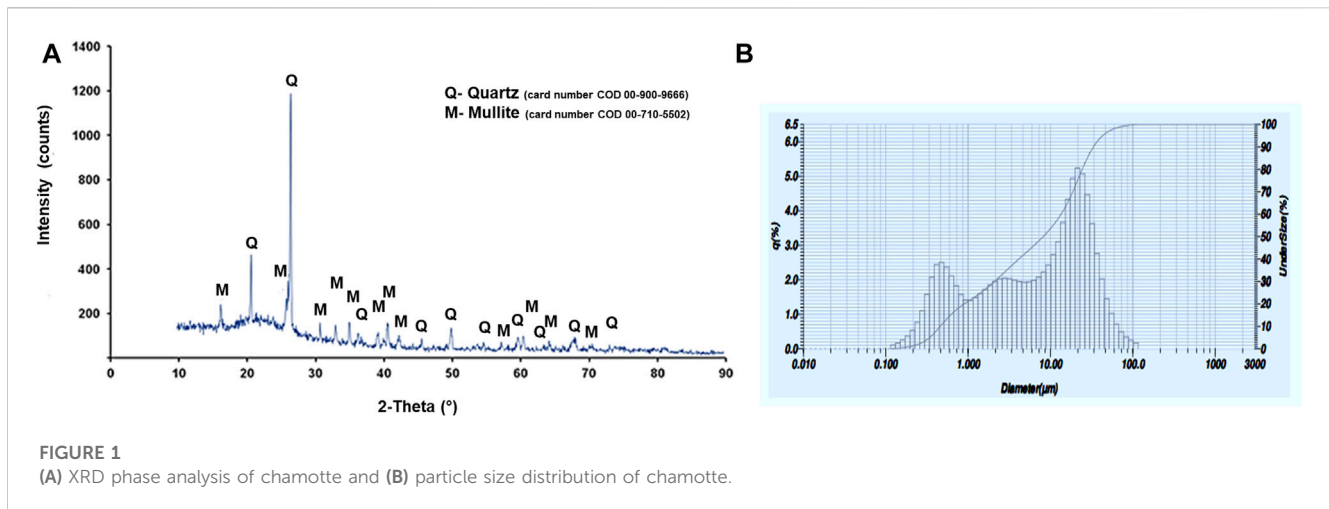 A
B
1400
1200
1000
800
600
400
200
0
Intensity (counts)
Q- Quartz (card number COD 00-900-9666)
M- Mullite (card number COD 00-710-5502)
M
Q
M
Q
M
M
M
Q
M
M
M
Q
Q
Q
M
Q
M
Q
M
Q
M
Q
0 10 20 30 40 50 60 70 80 90
2-Theta (°)
6.5
6.0
5.0
4.0
3.0
2.0
1.0
0.0
q(%)
100
90
80
70
60
50
40
30
20
10
0
UnderSize(%)
0.010 0.100 1.000 10.00 100.0 1000 3000
Diameter(µm)
FIGURE 1
(A) XRD phase analysis of chamotte and (B) particle size distribution of chamotte.